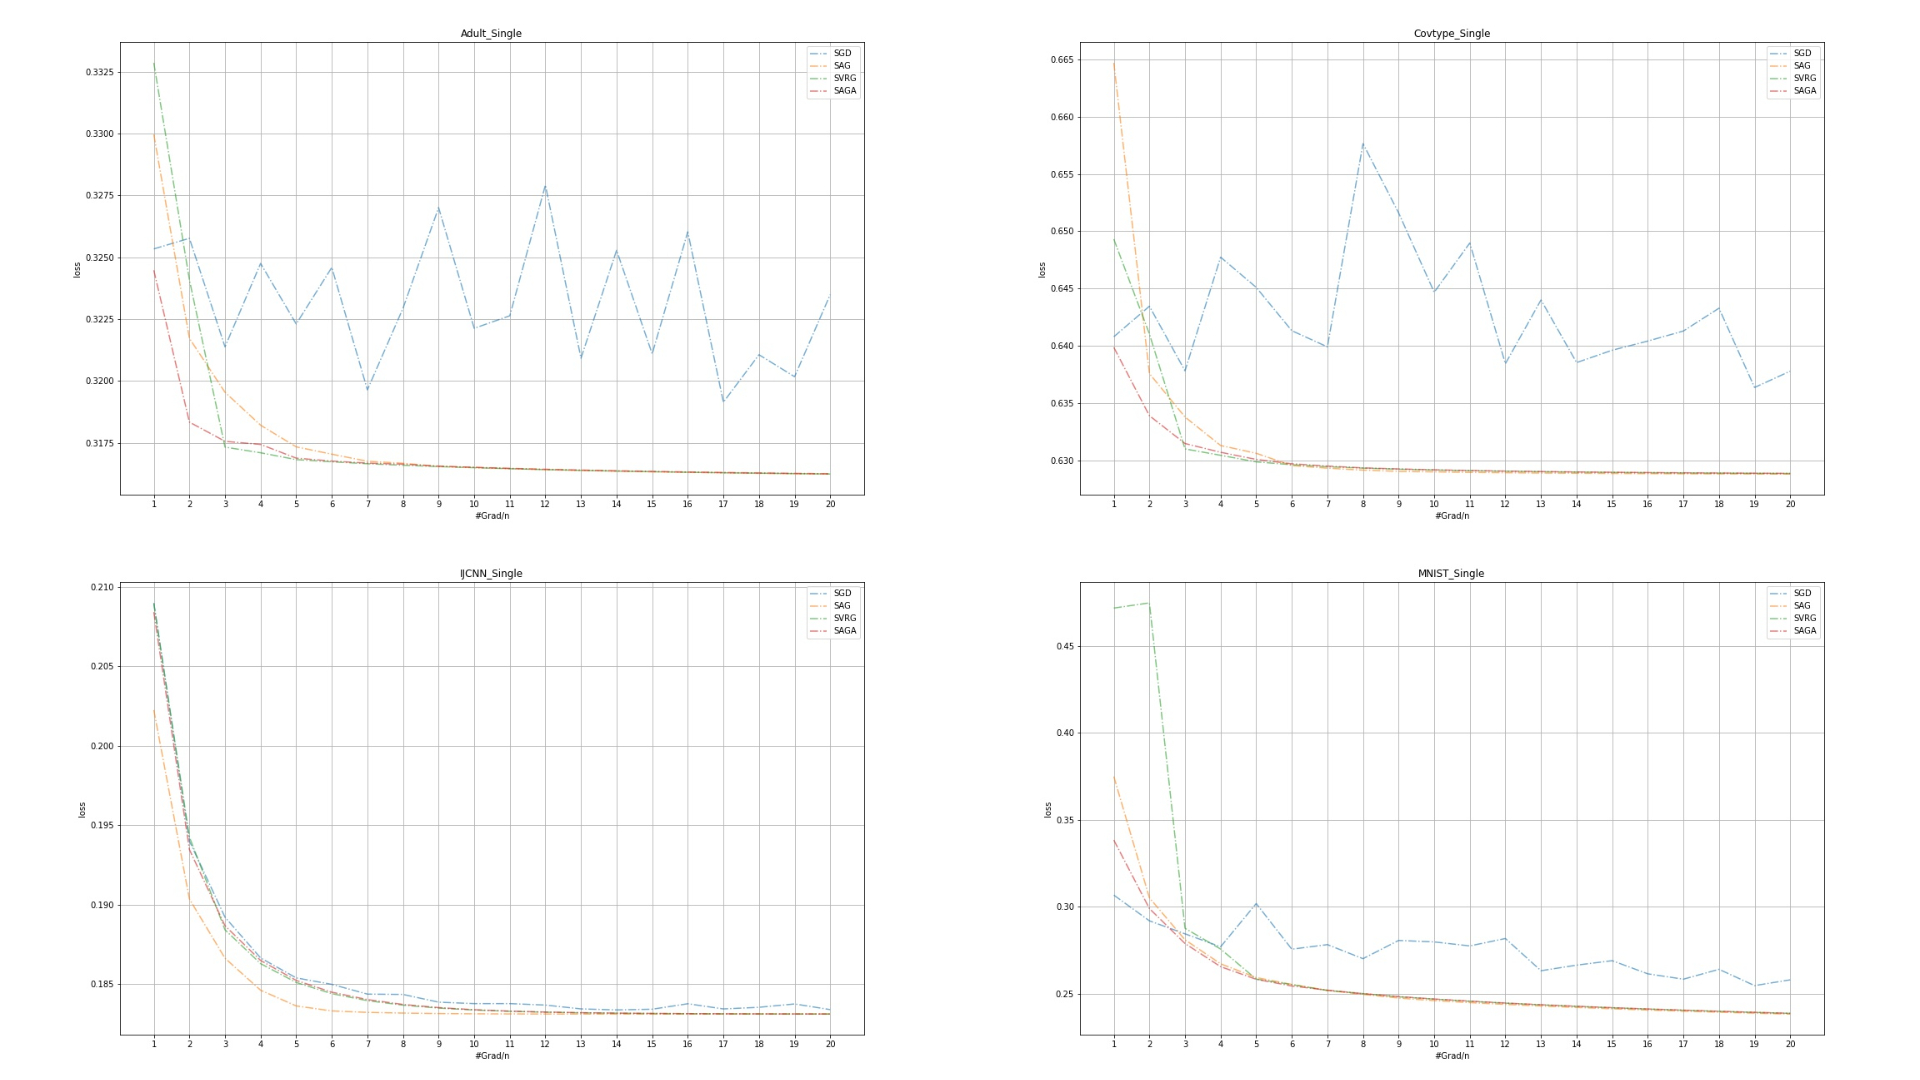 Adult_Single
SGD
SAG
SVRG
SAGA
0.3325
0.3300
0.3275
0.3250
0.3225
0.3200
0.3175
loss
1 2 3 4 5 6 7 8 9 10 11 12 13 14 15 16 17 18 19 20
#Grad/n
Covtype_Single
SGD
SAG
SVRG
SAGA
0.665
0.660
0.655
0.650
0.645
0.640
0.635
0.630
loss
1 2 3 4 5 6 7 8 9 10 11 12 13 14 15 16 17 18 19 20
#Grad/n
IJCNN_Single
SGD
SAG
SVRG
SAGA
0.210
0.205
0.200
0.195
0.190
0.185
loss
1 2 3 4 5 6 7 8 9 10 11 12 13 14 15 16 17 18 19 20
#Grad/n
MNIST_Single
SGD
SAG
SVRG
SAGA
0.45
0.40
0.35
0.30
0.25
loss
1 2 3 4 5 6 7 8 9 10 11 12 13 14 15 16 17 18 19 20
#Grad/n